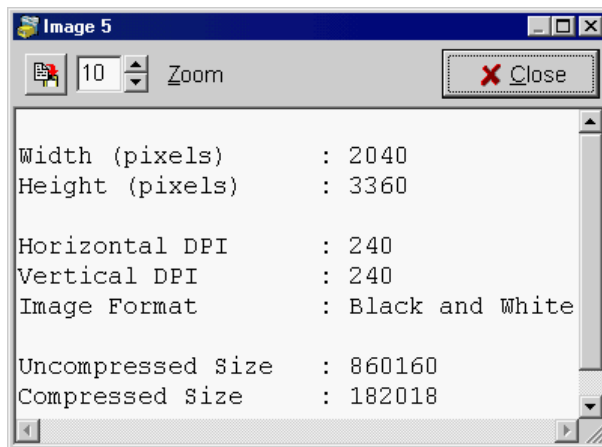 Image 5
10 Zoom Close
Width (pixels) : 2040
Height (pixels) : 3360
Horizontal DPI : 240
Vertical DPI : 240
Image Format : Black and White
Uncompressed Size : 860160
Compressed Size : 182018